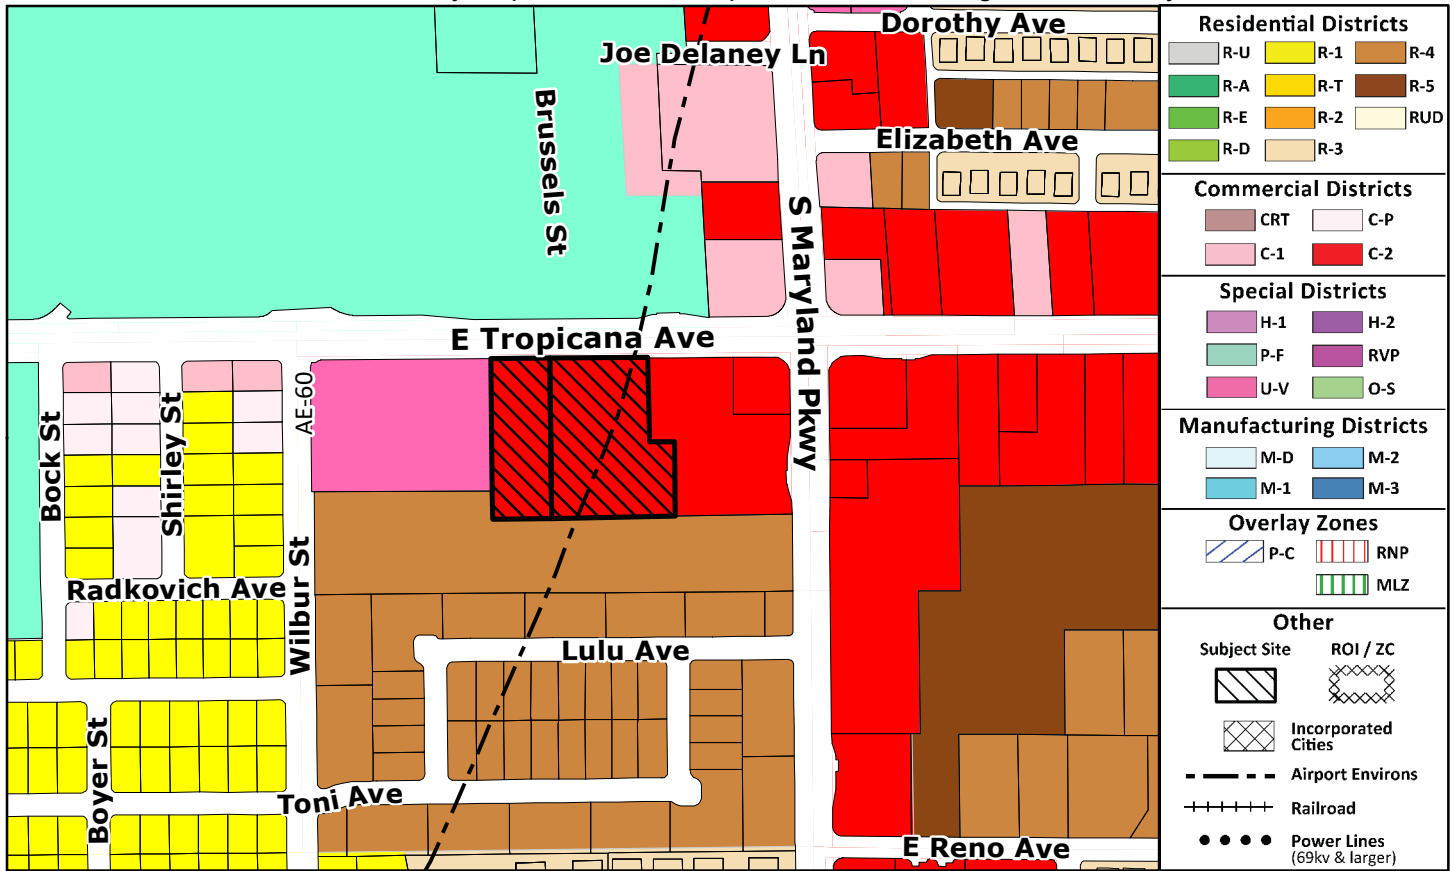 Dorothy Ave
Joe Delaney Ln
Brussels St
Elizabeth Ave
S Maryland Pkwy
E Tropicana Ave
AE-60
Bock St
Shirley St
Wilbur St
Radkovich Ave
Lulu Ave
Boyer St
Toni Ave
E Reno Ave
Residential Districts
R-U R-1 R-4
R-A R-T R-5
R-E R-2 RUD
R-D R-3
Commercial Districts
CRT C-P
C-1 C-2
Special Districts
H-1 H-2
P-F RVP
U-V O-S
Manufacturing Districts
M-D M-2
M-1 M-3
Overlay Zones
P-C RNP
MLZ
Other
Subject Site ROI / ZC
Incorporated
Cities
Airport Environs
Railroad
Power Lines
(69kv & larger)